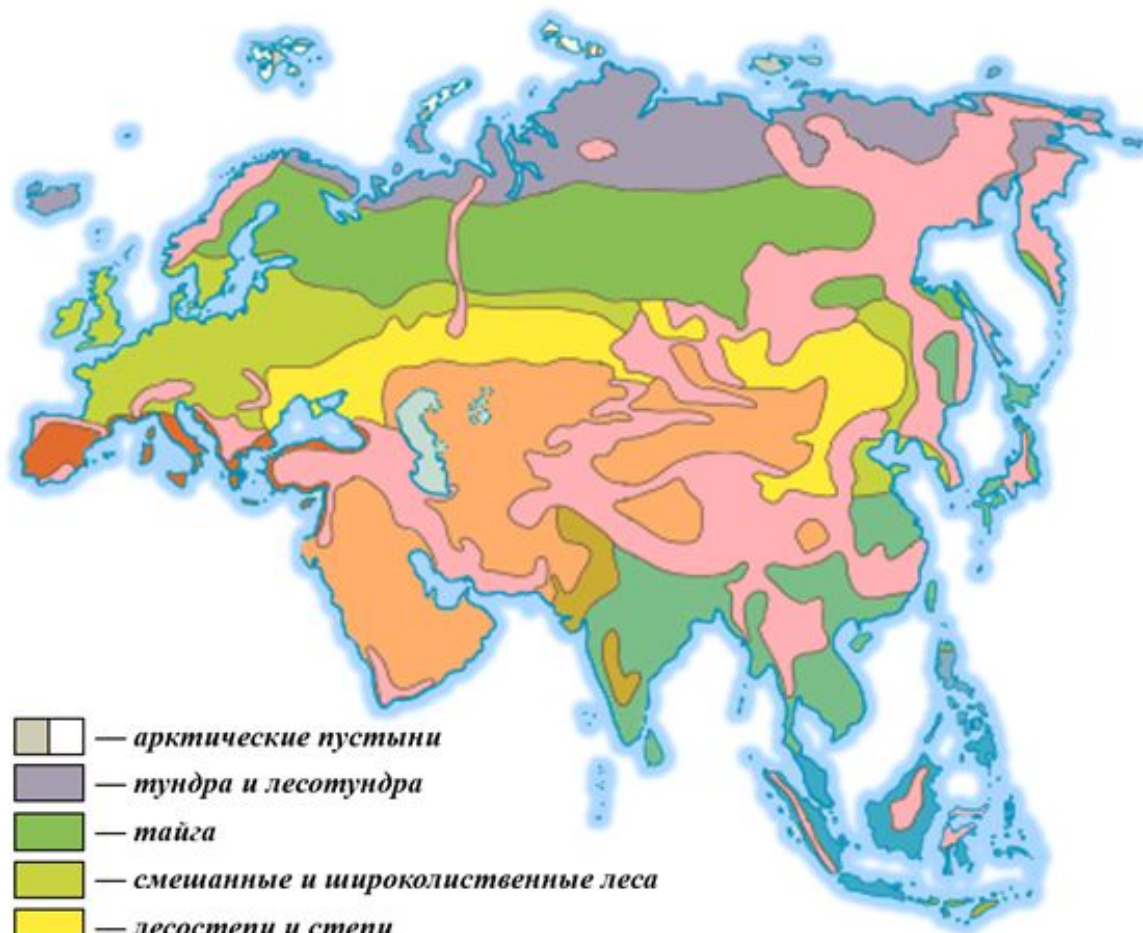 — арктические пустыни
— тундра и лесотундра
— тайга
— смешанные и широколиственные леса
— лесостепи и степи